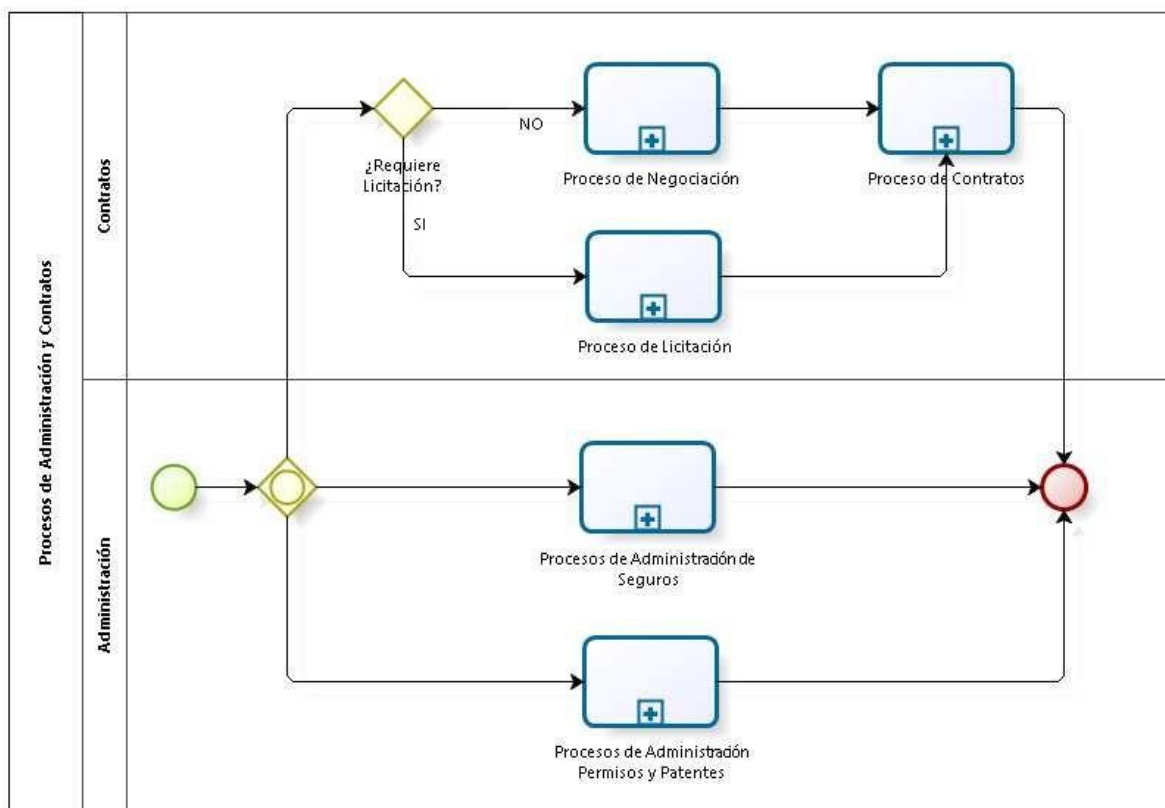 Procesos de Administración y Contratos
Contratos
¿Requiere
Licitación?
NO
SI
Proceso de Negociación
Proceso de Contratos
Proceso de Licitación
Administración
Procesos de Administración de
Seguros
Procesos de Administración
Permisos y Patentes